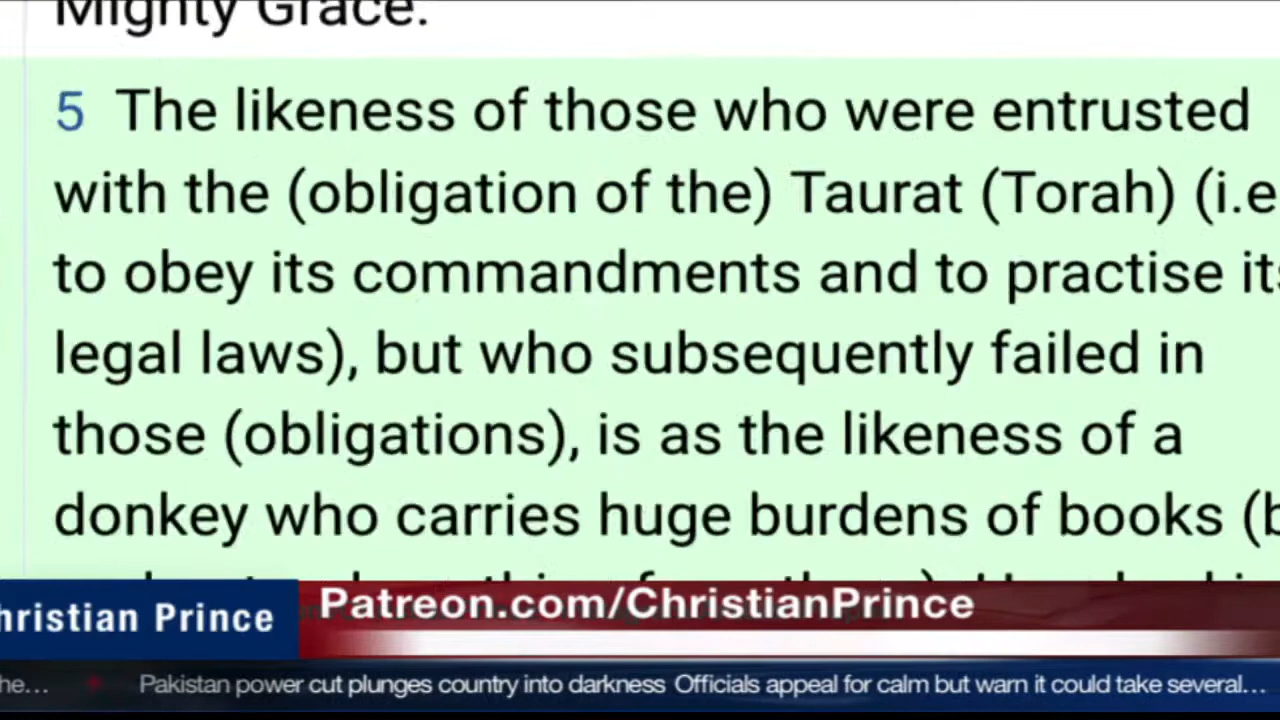 Mighty Grace.
5 The likeness of those who were entrusted
with the (obligation of the) Taurat (Torah) (i.e
to obey its commandments and to practise its
legal laws), but who subsequently failed in
those (obligations), is as the likeness of a
donkey who carries huge burdens of books (b
hristian Prince
Patreon.com/ChristianPrince
he... Pakistan power cut plunges country into darkness Officials appeal for calm but warn it could take several...